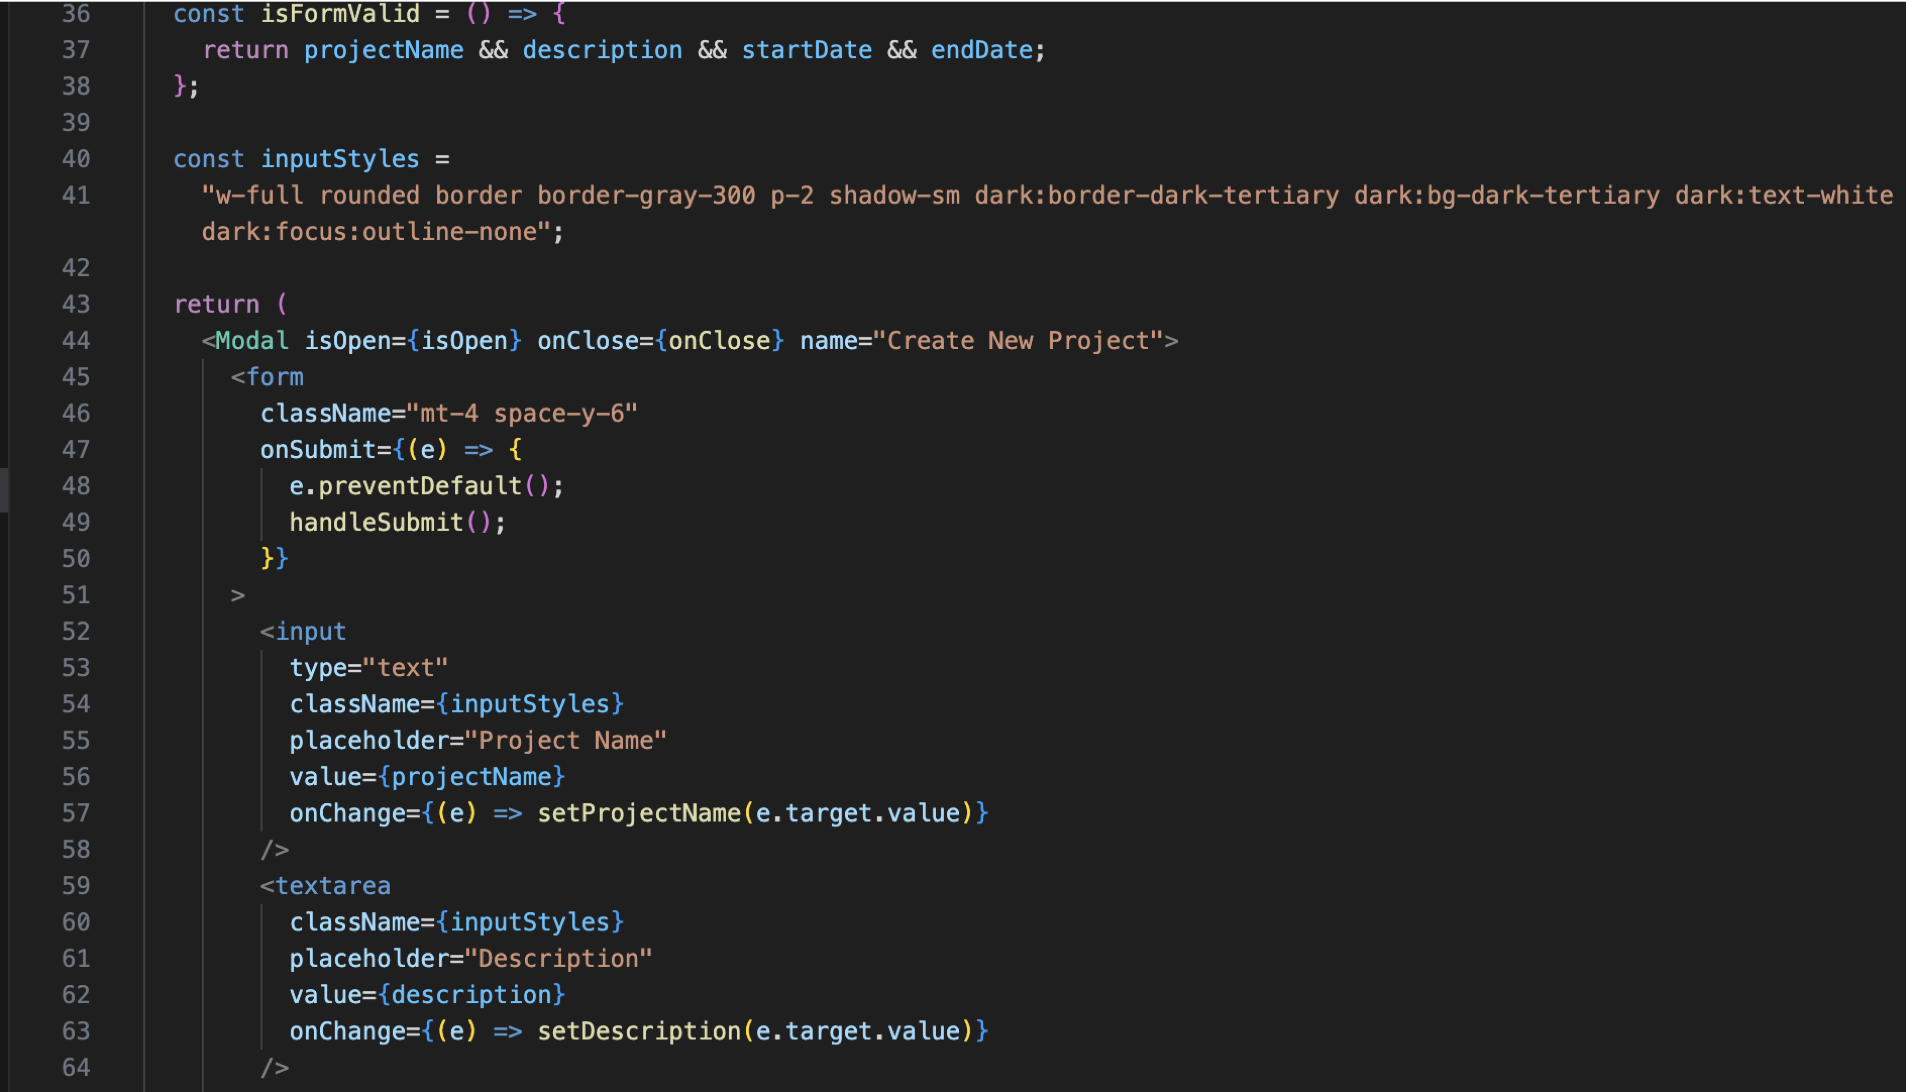 36 const isFormValid = () => {
37 return projectName && description && startDate && endDate;
38 };
39
40 const inputStyles =
41 "w-full rounded border border-gray-300 p-2 shadow-sm dark:border-dark-tertiary dark:bg-dark-tertiary dark:text-white
dark:focus:outline-none";
42
43 return (
44 <Modal isOpen={isOpen} onClose={onClose} name="Create New Project">
45 <form
46 className="mt-4 space-y-6"
47 onSubmit={(e) => {
48 e.preventDefault();
49 handleSubmit();
50 }}
51 >
52 <input
53 type="text"
54 className={inputStyles}
55 placeholder="Project Name"
56 value={projectName}
57 onChange={(e) => setProjectName(e.target.value)}
58 />
59 <textarea
60 className={inputStyles}
61 placeholder="Description"
62 value={description}
63 onChange={(e) => setDescription(e.target.value)}
64 />